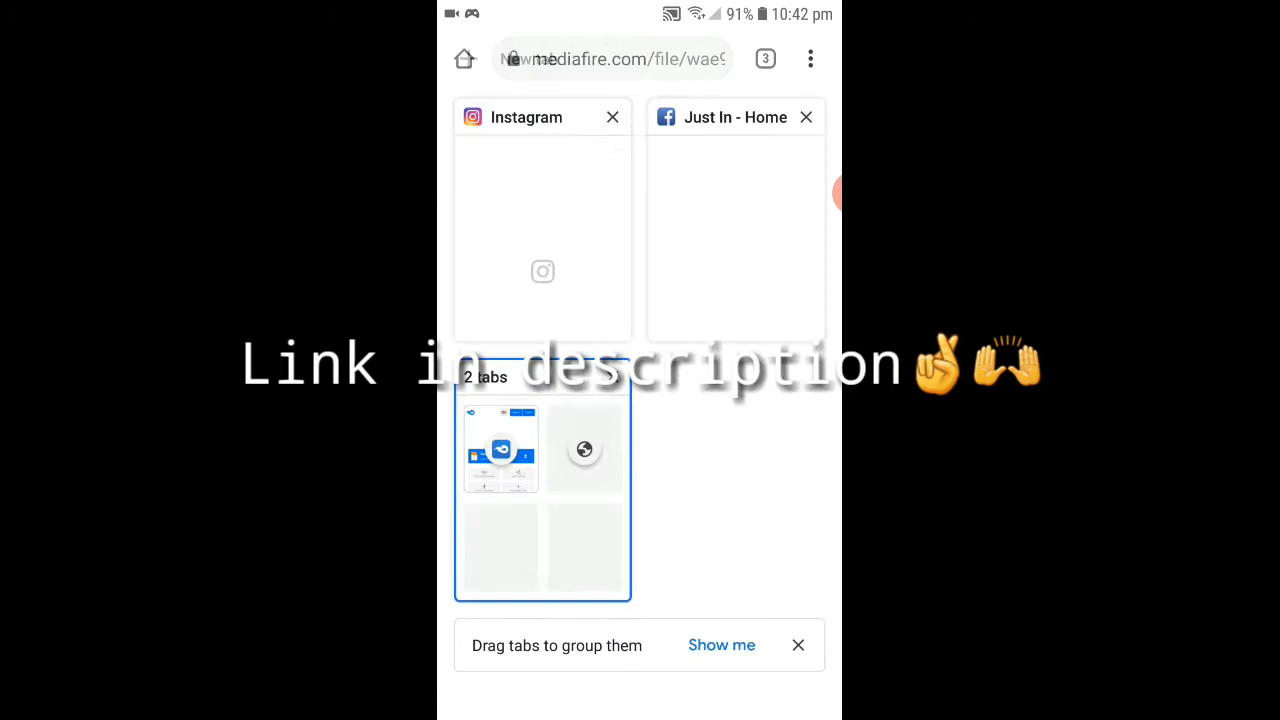 91% 10:42 pm
mediafire.com/file/wae9
3
Instagram
Just In - Home
Link in description🤞🙌
2 tabs
Drag tabs to group them
Show me